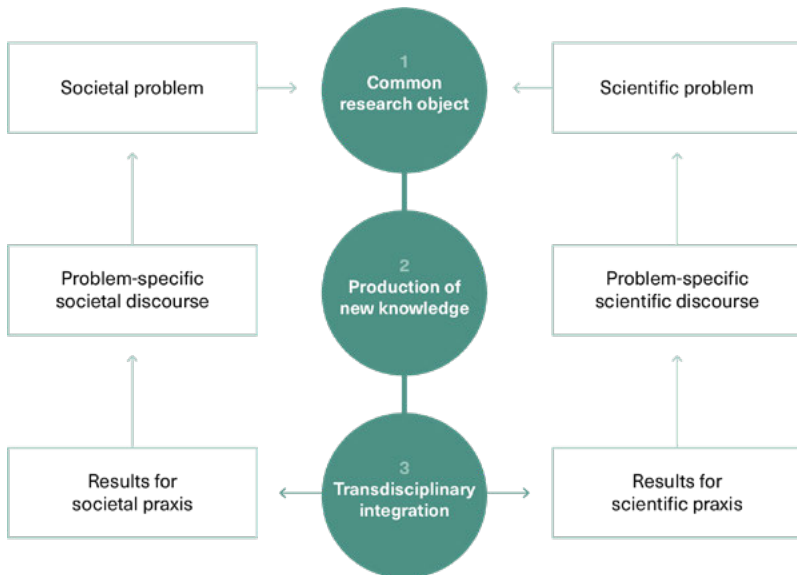 Societal problem
1
Common
research object
Scientific problem
Problem-specific
societal discourse
2
Production of
new knowledge
Problem-specific
scientific discourse
Results for
societal praxis
3
Transdisciplinary
integration
Results for
scientific praxis